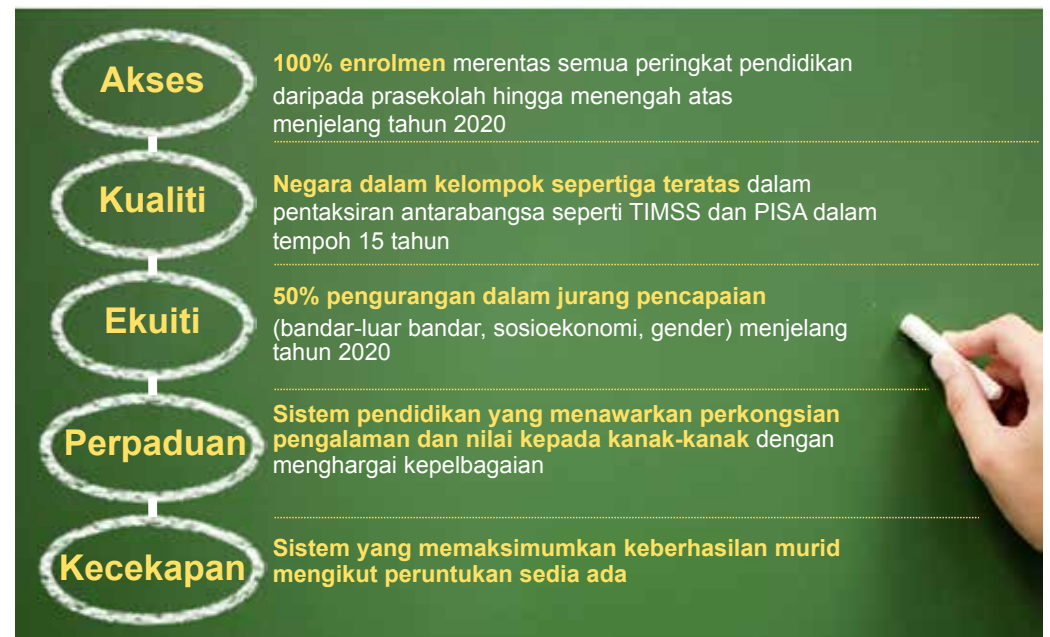 Akses
100% enrolmen merentas semua peringkat pendidikan
daripada prasekolah hingga menengah atas
menjelang tahun 2020
Kualiti
Negara dalam kelompok sepertiga teratas dalam
pentaksiran antarabangsa seperti TIMSS dan PISA dalam
tempoh 15 tahun
Ekuiti
50% pengurangan dalam jurang pencapaian
(bandar-luar bandar, sosioekonomi, gender) menjelang
tahun 2020
Perpaduan
Sistem pendidikan yang menawarkan perkongsian
pengalaman dan nilai kepada kanak-kanak dengan
menghargai kepelbagaian
Kecekapan
Sistem yang memaksimumkan keberhasilan murid
mengikut peruntukan sedia ada